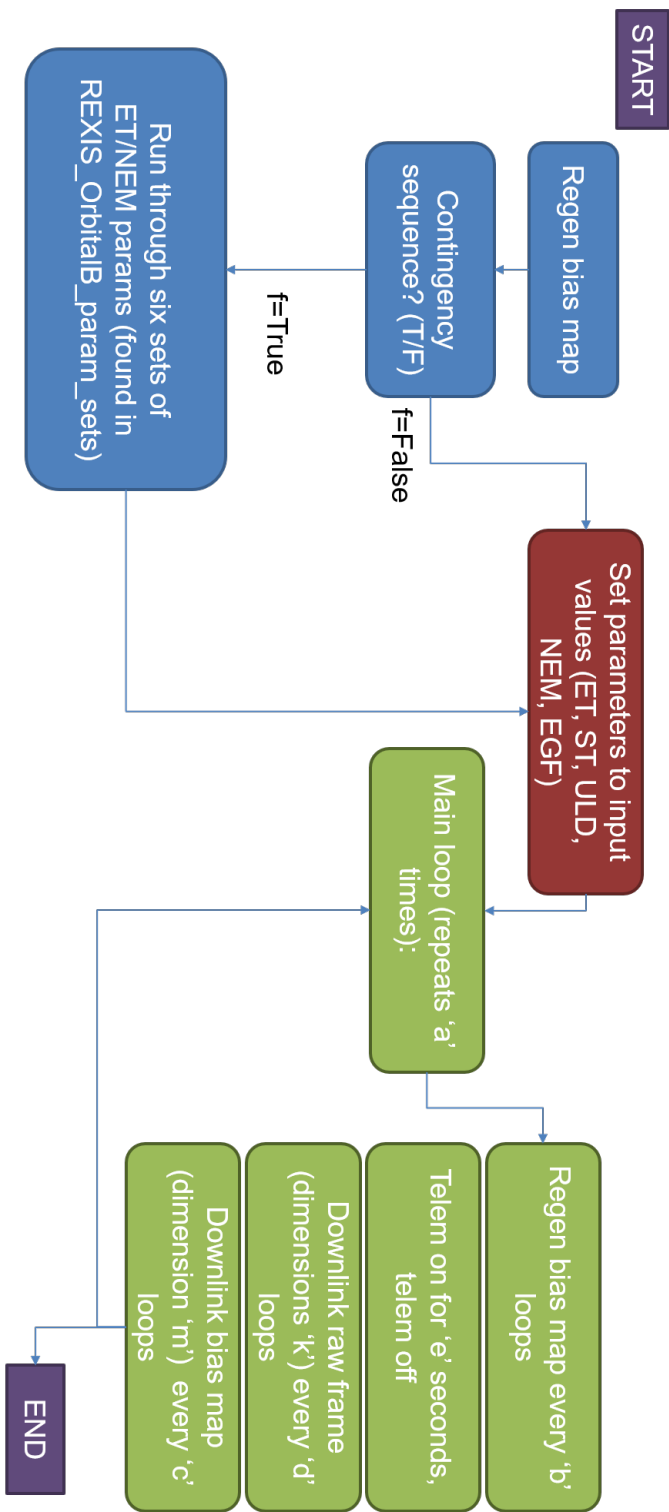 START
Regen bias map
Contingency
sequence? (T/F)
f=True
f=False
Run through six sets of
ET/NEM params (found in
REXIS_OrbitalB_param_sets)
Set parameters to input
values (ET, ST, ULD,
NEM, EGF)
Main loop (repeats ‘a’
times):
Regen bias map every ‘b’
loops
Telem on for ‘e’ seconds,
telem off
Downlink raw frame
(dimensions ‘k’) every ‘d’
loops
Downlink bias map
(dimension ‘m’) every ‘c’
loops
END